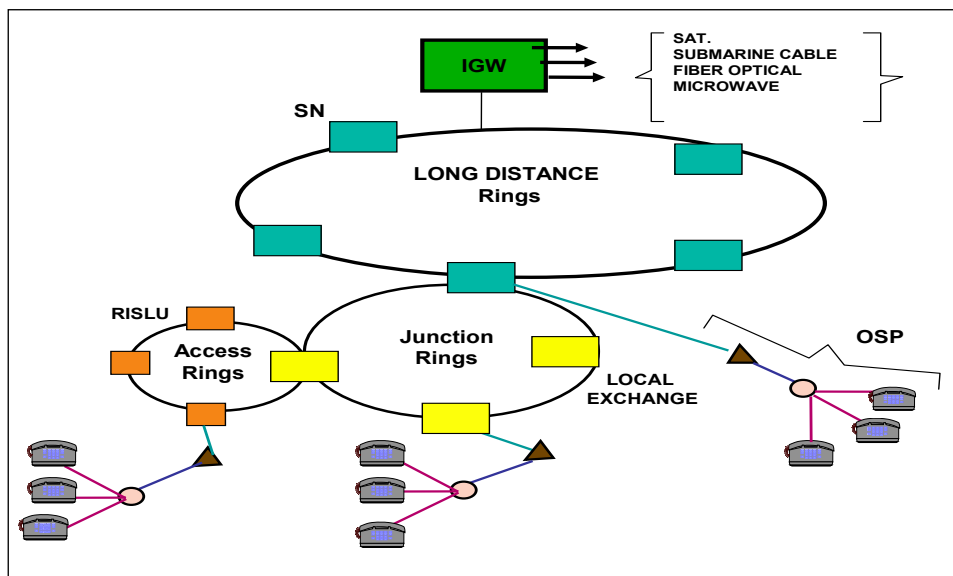 IGW
SAT.
SUBMARINE CABLE
FIBER OPTICAL
MICROWAVE
SN
LONG DISTANCE
Rings
RISLU
Access
Rings
Junction
Rings
OSP
LOCAL
EXCHANGE